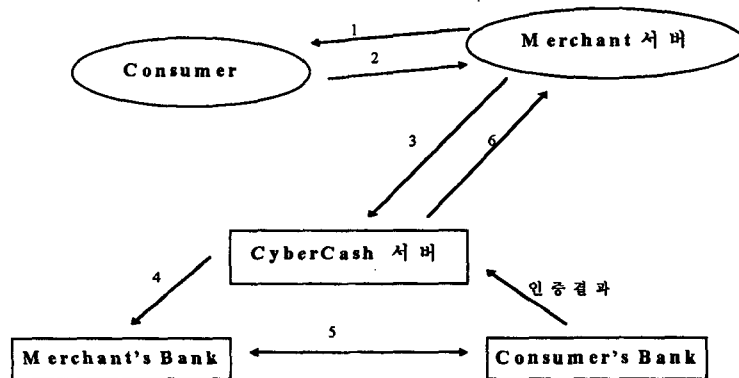 1
Merchant 서버
Consumer
2
3
6
CyberCash 서버
4
인증결과
5
Merchant's Bank
Consumer's Bank